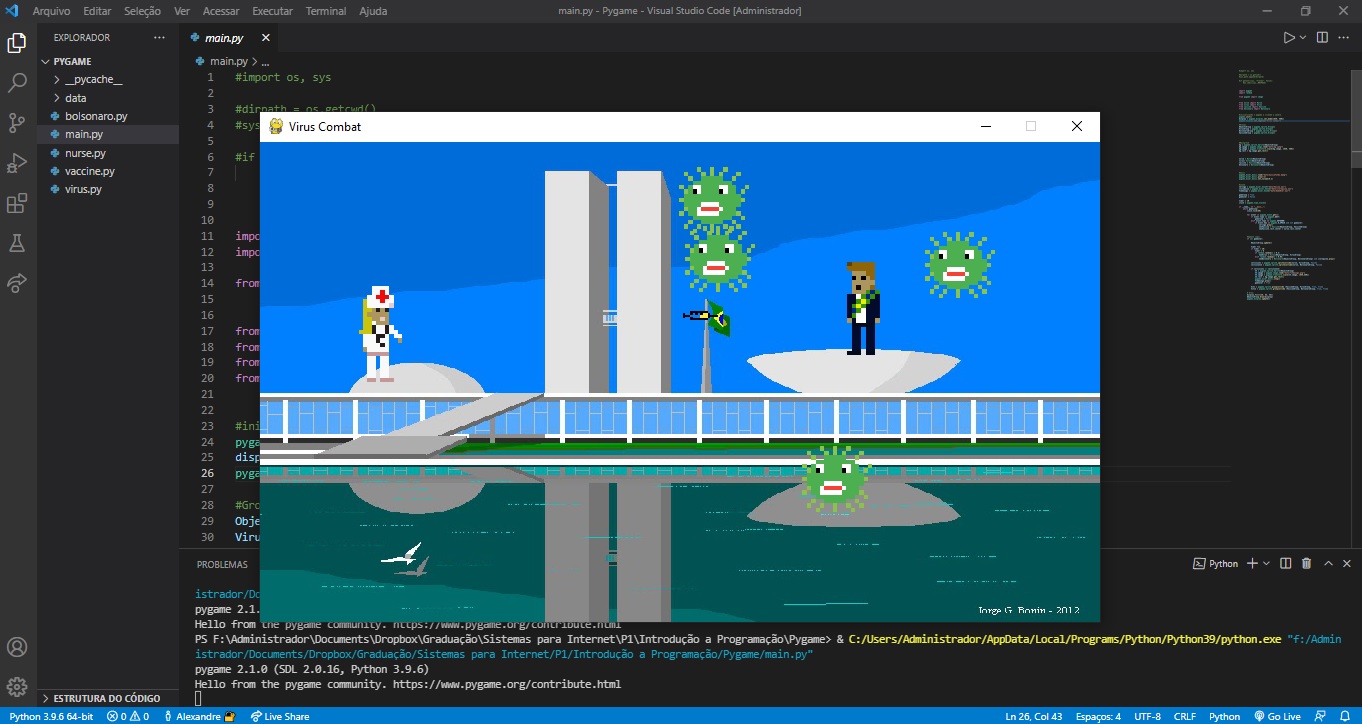 Arquivo Editar Seleção Ver Acessar Executar Terminal Ajuda
main.py - Pygame - Visual Studio Code [Administrador]
EXPLORADOR
main.py
PYGAME
main.py > ...
__pycache__
data
bolsonaro.py
main.py
nurse.py
vaccine.py
virus.py
1 #import os, sys
2
3 #dirpath = os.getcwd()
4 #sys
5
6 #if
7
8
9
10
11 impo
12 impo
13
14 from
15
16
17 from
18 from
19 from
20 from
21
22
23 #ini
24 pyga
25 disp
26 pyga
27
28 #Gro
29 Obje
30 Viru
Virus Combat
Jorge G. Bonin - 2012
PROBLEMAS
Python
istrador/Do
pygame 2.1.
Hello from the pygame community. https://www.pygame.org/contribute.html
PS F:\Administrador\Documents\Dropbox\Graduação\Sistemas para Internet\P1\Introdução a Programação\Pygame> & C:/Users/Administrador/AppData/Local/Programs/Python/Python39/python.exe "f:/Admin
istrador/Documents/Dropbox/Graduação/Sistemas para Internet/P1/Introdução a Programação/Pygame/main.py"
pygame 2.1.0 (SDL 2.0.16, Python 3.9.6)
Hello from the pygame community. https://www.pygame.org/contribute.html
ESTRUTURA DO CÓDIGO
Python 3.9.6 64-bit 0 0 Alexandre Live Share Ln 26, Col 43 Espaços: 4 UTF-8 CRLF Python Go Live